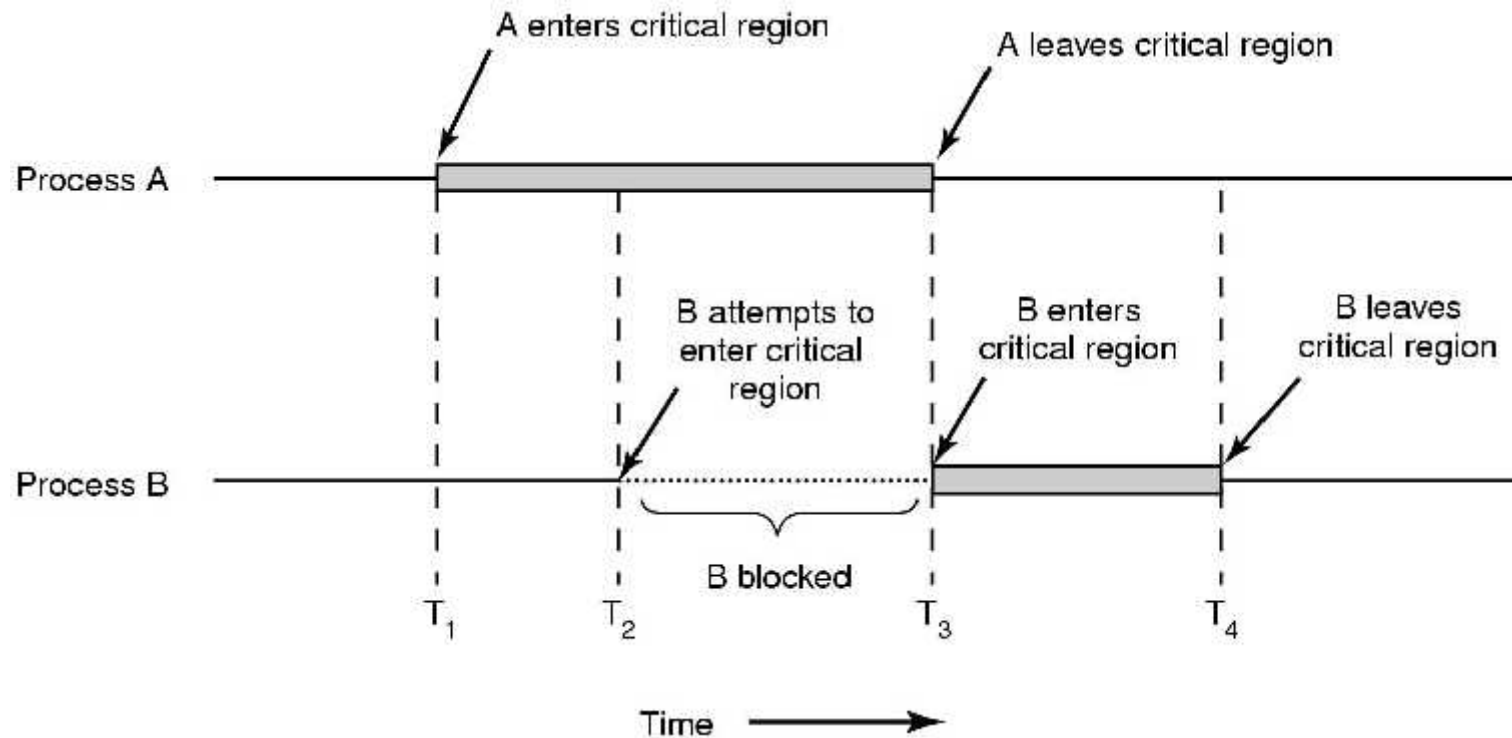 A enters critical region
A leaves critical region
Process A
B attempts to
enter critical
region
B enters
critical region
B leaves
critical region
Process B
B blocked
T1
T2
T3
T4
Time